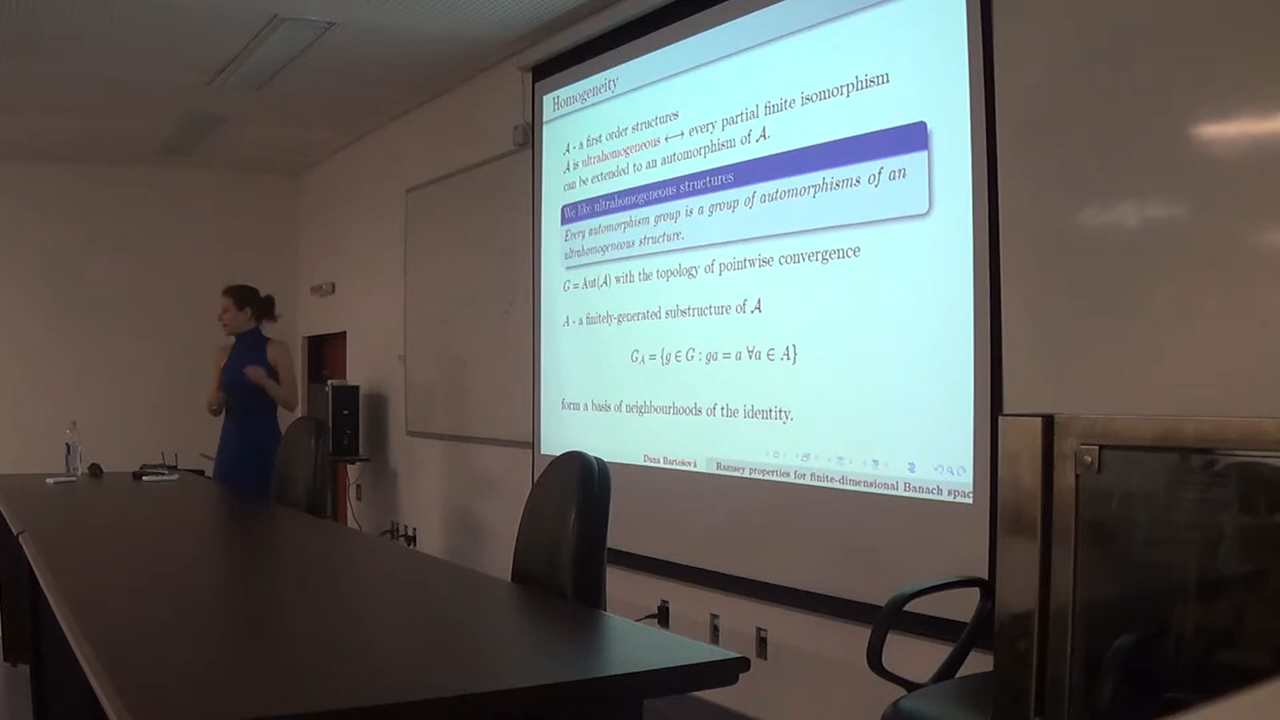 Homogeneity
𝒜 - a first order structures
𝒜 is ultrahomogeneous ⟷ every partial finite isomorphism
can be extended to an automorphism of 𝒜.
We like ultrahomogeneous structures
Every automorphism group is a group of automorphisms of an
ultrahomogeneous structure.
G = Aut(𝒜) with the topology of pointwise convergence
A - a finitely-generated substructure of 𝒜
G_A = {g ∈ G : ga = a ∀a ∈ A}
form a basis of neighbourhoods of the identity.
Dana Bartošová Ramsey properties for finite-dimensional Banach spac